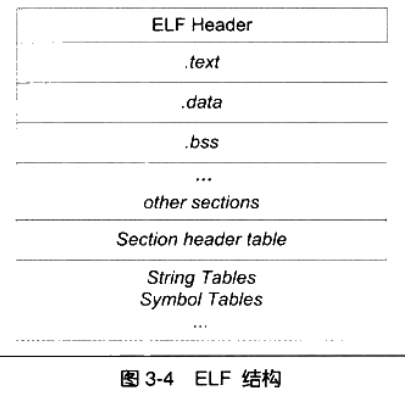 ELF Header
.text
.data
.bss
...
other sections
Section header table
String Tables
Symbol Tables
...
图 3-4 ELF 结构